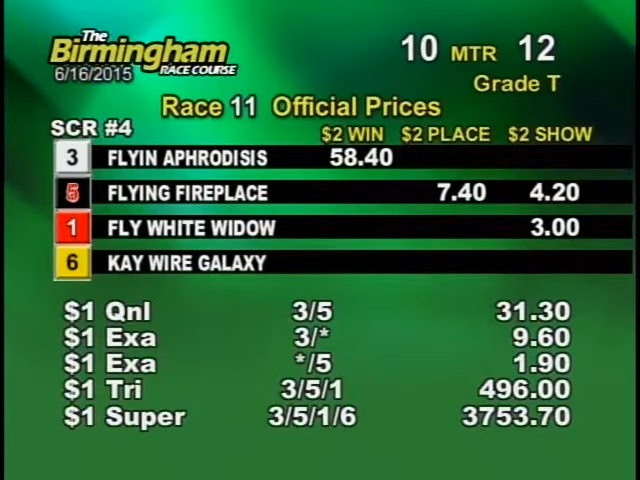 The
Birmingham
RACE COURSE
6/16/2015
10 MTR 12
Grade T
Race 11 Official Prices
SCR #4
$2 WIN $2 PLACE $2 SHOW
3 FLYIN APHRODISIS 58.40
5 FLYING FIREPLACE 7.40 4.20
1 FLY WHITE WIDOW 3.00
6 KAY WIRE GALAXY
$1 Qnl 3/5 31.30
$1 Exa 3/* 9.60
$1 Exa */5 1.90
$1 Tri 3/5/1 496.00
$1 Super 3/5/1/6 3753.70